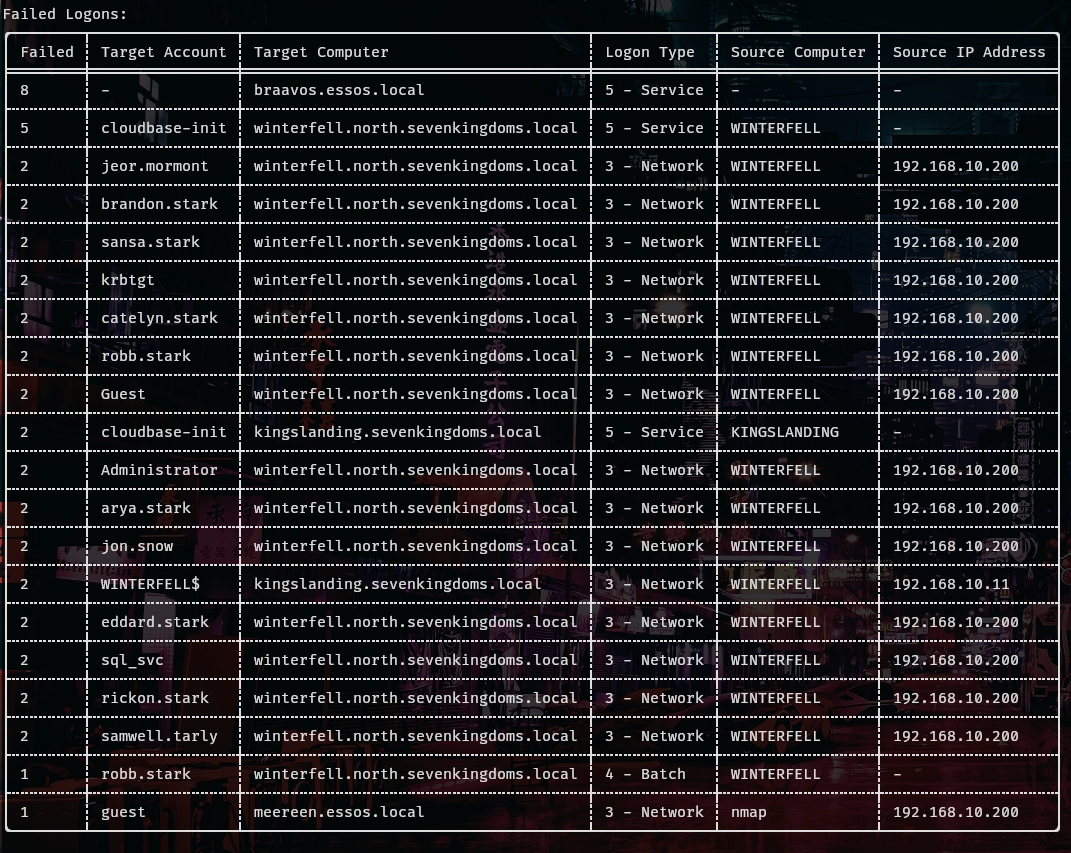 Failed Logons:
Failed Target Account Target Computer Logon Type Source Computer Source IP Address
8 - braavos.essos.local 5 - Service - -
5 cloudbase-init winterfell.north.sevenkingdoms.local 5 - Service WINTERFELL -
2 jeor.mormont winterfell.north.sevenkingdoms.local 3 - Network WINTERFELL 192.168.10.200
2 brandon.stark winterfell.north.sevenkingdoms.local 3 - Network WINTERFELL 192.168.10.200
2 sansa.stark winterfell.north.sevenkingdoms.local 3 - Network WINTERFELL 192.168.10.200
2 krbtgt winterfell.north.sevenkingdoms.local 3 - Network WINTERFELL 192.168.10.200
2 catelyn.stark winterfell.north.sevenkingdoms.local 3 - Network WINTERFELL 192.168.10.200
2 robb.stark winterfell.north.sevenkingdoms.local 3 - Network WINTERFELL 192.168.10.200
2 Guest winterfell.north.sevenkingdoms.local 3 - Network WINTERFELL 192.168.10.200
2 cloudbase-init kingslanding.sevenkingdoms.local 5 - Service KINGSLANDING -
2 Administrator winterfell.north.sevenkingdoms.local 3 - Network WINTERFELL 192.168.10.200
2 arya.stark winterfell.north.sevenkingdoms.local 3 - Network WINTERFELL 192.168.10.200
2 jon.snow winterfell.north.sevenkingdoms.local 3 - Network WINTERFELL 192.168.10.200
2 WINTERFELL$ kingslanding.sevenkingdoms.local 3 - Network WINTERFELL 192.168.10.11
2 eddard.stark winterfell.north.sevenkingdoms.local 3 - Network WINTERFELL 192.168.10.200
2 sql_svc winterfell.north.sevenkingdoms.local 3 - Network WINTERFELL 192.168.10.200
2 rickon.stark winterfell.north.sevenkingdoms.local 3 - Network WINTERFELL 192.168.10.200
2 samwell.tarly winterfell.north.sevenkingdoms.local 3 - Network WINTERFELL 192.168.10.200
1 robb.stark winterfell.north.sevenkingdoms.local 4 - Batch WINTERFELL -
1 guest meereen.essos.local 3 - Network nmap 192.168.10.200